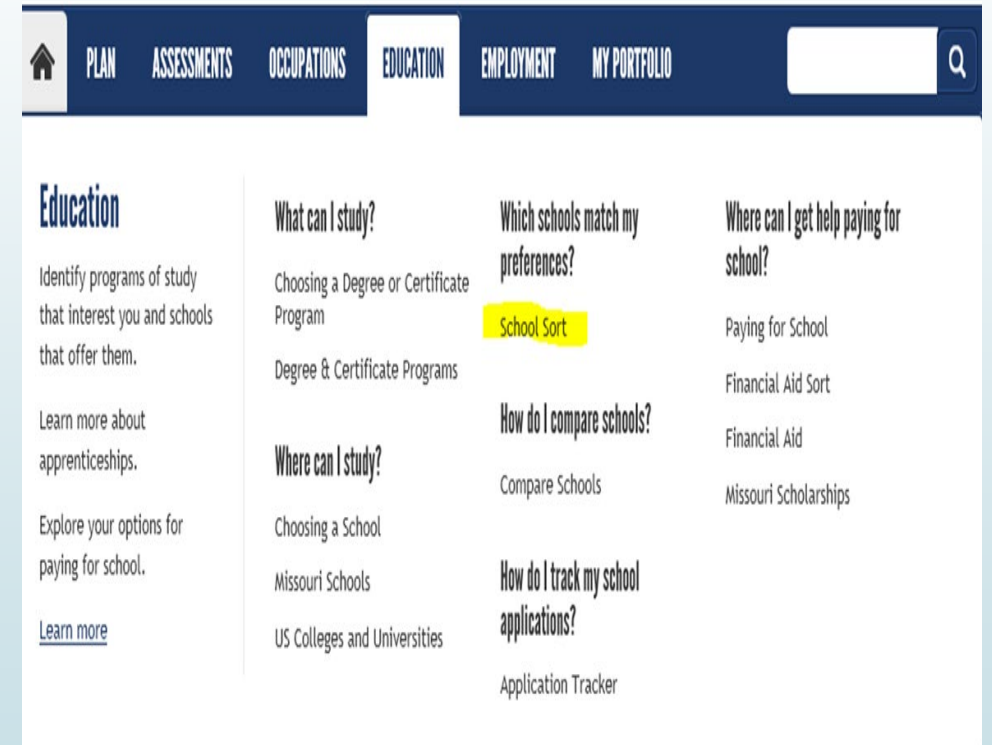 PLAN ASSESSMENTS OCCUPATIONS EDUCATION EMPLOYMENT MY PORTFOLIO
Education
Identify programs of study
that interest you and schools
that offer them.
Learn more about
apprenticeships.
Explore your options for
paying for school.
Learn more
What can I study?
Choosing a Degree or Certificate
Program
Degree & Certificate Programs
Where can I study?
Choosing a School
Missouri Schools
US Colleges and Universities
Which schools match my
preferences?
School Sort
How do I compare schools?
Compare Schools
How do I track my school
applications?
Application Tracker
Where can I get help paying for
school?
Paying for School
Financial Aid Sort
Financial Aid
Missouri Scholarships